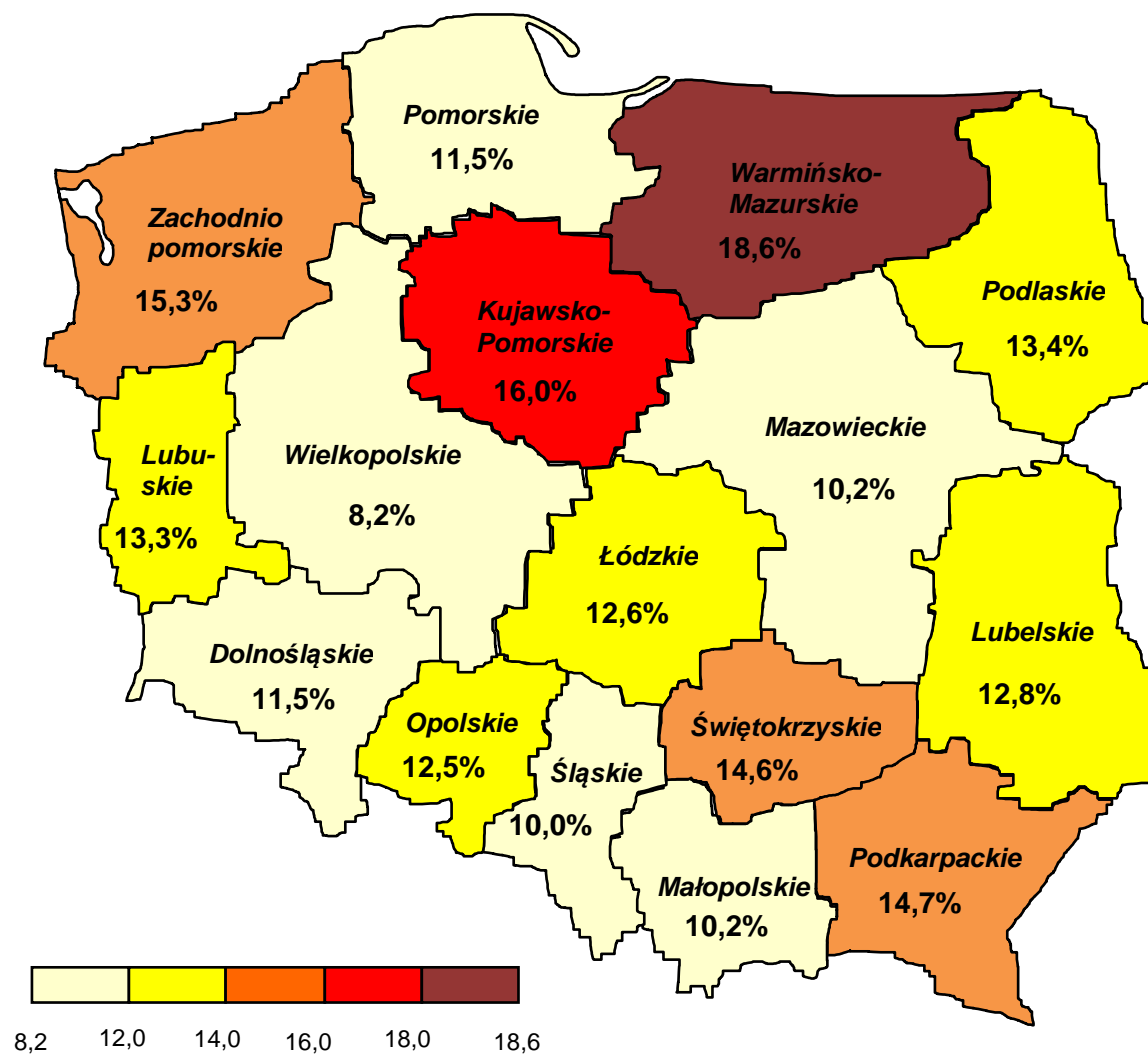 Pomorskie
11,5%
Warmińsko-
Mazurskie
18,6%
Zachodnio
pomorskie
15,3%
Podlaskie
13,4%
Kujawsko-
Pomorskie
16,0%
Mazowieckie
10,2%
Lubu-
skie
13,3%
Wielkopolskie
8,2%
Łódzkie
12,6%
Lubelskie
12,8%
Dolnośląskie
11,5%
Opolskie
12,5%
Śląskie
10,0%
Świętokrzyskie
14,6%
Małopolskie
10,2%
Podkarpackie
14,7%
8,2 12,0 14,0 16,0 18,0 18,6